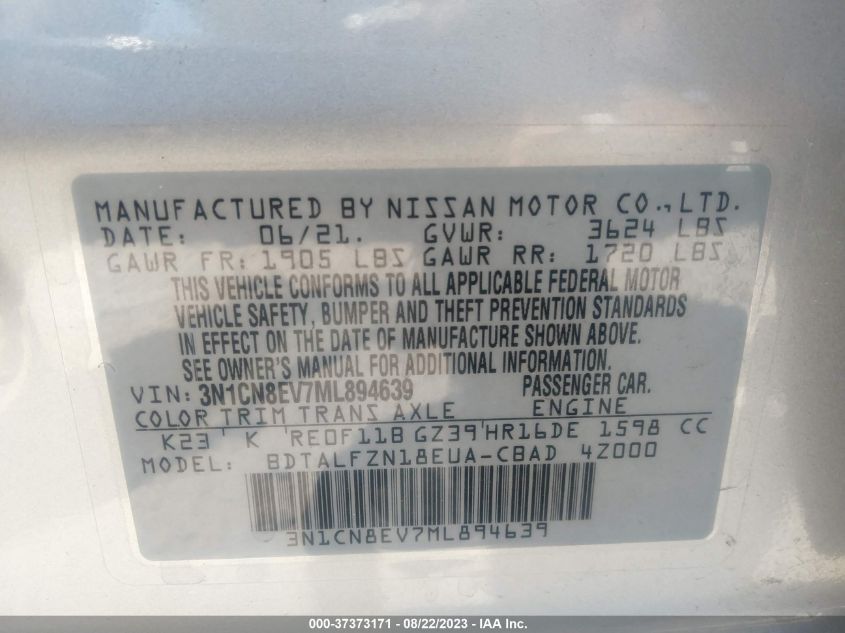 MANUFACTURED BY NISSAN MOTOR CO., LTD.
DATE: 06/21. GVWR: 3624 LBS
GAWR FR: 1905 LBS GAWR RR: 1720 LBS
THIS VEHICLE CONFORMS TO ALL APPLICABLE FEDERAL MOTOR
VEHICLE SAFETY, BUMPER AND THEFT PREVENTION STANDARDS
IN EFFECT ON THE DATE OF MANUFACTURE SHOWN ABOVE.
SEE OWNER'S MANUAL FOR ADDITIONAL INFORMATION.
VIN: 3N1CN8EV7ML894639 PASSENGER CAR.
COLOR TRIM TRANS AXLE ENGINE
K23 K RE0F11B GZ39 HR16DE 1598 CC
MODEL: BDTALFZN18EUA-CBAD 4Z000
3N1CN8EV7ML894639
000-37373171 - 08/22/2023 - IAA Inc.